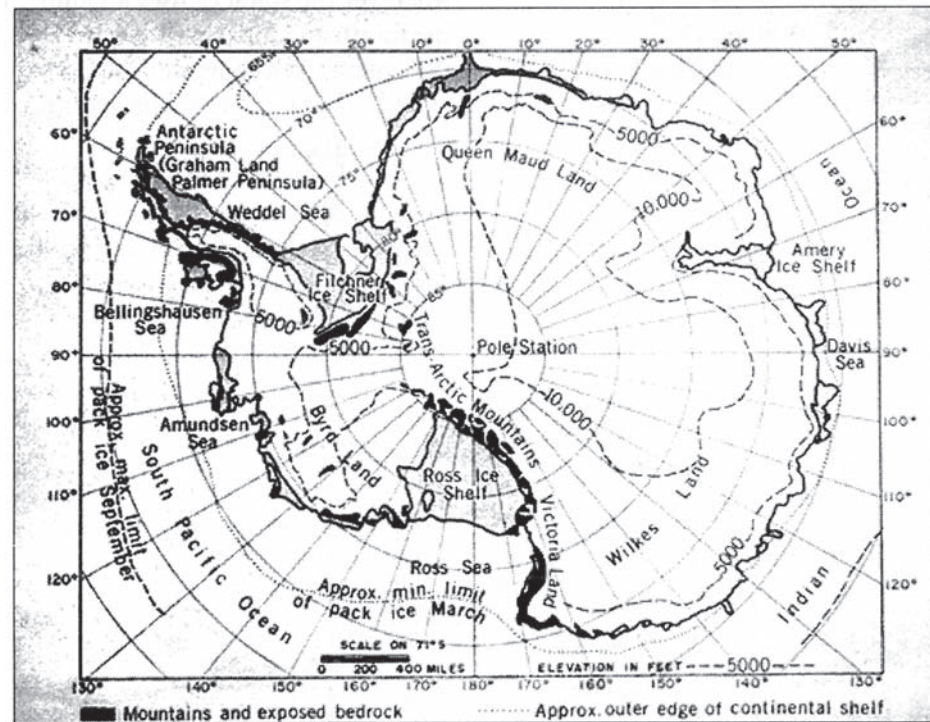 50° 40° 30° 20° 10° 0° 10° 20° 30° 40° 50°
65°
70°
75°
80°
85°
60°
70°
80°
90°
100°
110°
120°
60°
70°
80°
90°
100°
110°
120°
Antarctic
Peninsula
(Graham Land
Palmer Peninsula)
Weddel Sea
Queen Maud Land
5000
10,000
Ocean
Amery
Ice Shelf
Filchner
Ice Shelf
Bellingshausen
Sea
5000
5000
Trans Arctic Mountains
Pole Station
Davis
Sea
10,000
Amundsen
Sea
Byrd Land
Ross Ice
Shelf
Victoria Land
Wilkes Land
5000
Approx. max. limit
of pack ice September
South Pacific Ocean
Ross Sea
Approx. min. limit
of pack ice March
Indian
SCALE ON 71°S
0 200 400 MILES
ELEVATION IN FEET ---5000---
130° 140° 150° 160° 170° 180° 170° 160° 150° 140° 130°
Mountains and exposed bedrock
Approx. outer edge of continental shelf